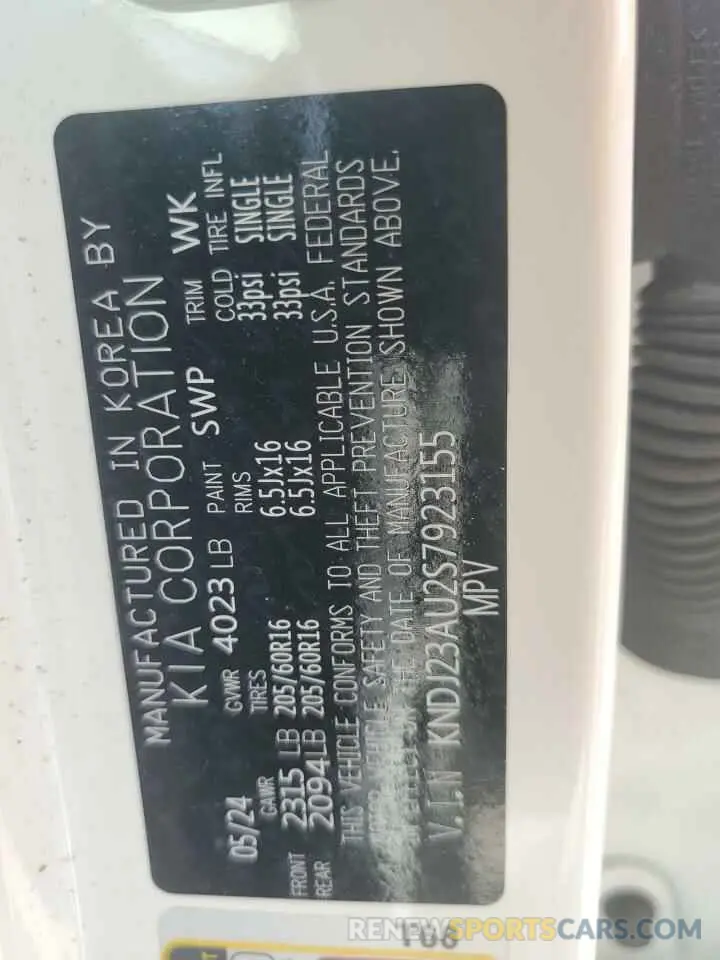 MANUFACTURED IN KOREA BY
KIA CORPORATION
05/24 GVWR 4023 LB PAINT SWP TRIM WK
GAWR TIRES RIMS COLD TIRE INFL
FRONT 2315 LB 205/60R16 6.5Jx16 33psi SINGLE
REAR 2094LB 205/60R16 6.5Jx16 33psi SINGLE
THIS VEHICLE CONFORMS TO ALL APPLICABLE U.S.A. FEDERAL
VEHICLE SAFETY AND THEFT PREVENTION STANDARDS
THE DATE OF MANUFACTURE SHOWN ABOVE.
V.I.N KNDJ23AU2S7923155
MPV
RENEWSPORTSCARS.COM